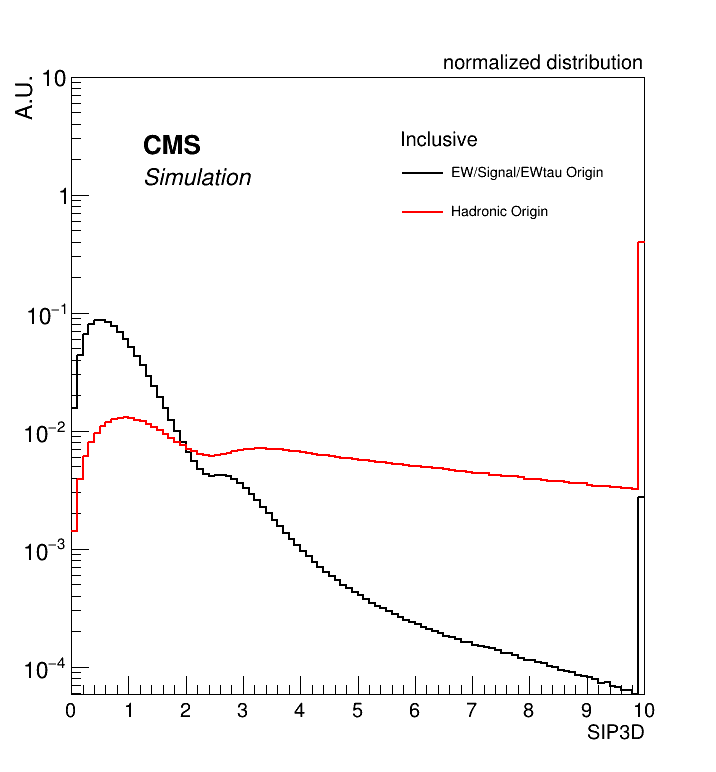 normalized distribution
A.U.
10
CMS
Simulation
Inclusive
EW/Signal/EWtau Origin
Hadronic Origin
1
10⁻¹
10⁻²
10⁻³
10⁻⁴
0 1 2 3 4 5 6 7 8 9 10
SIP3D